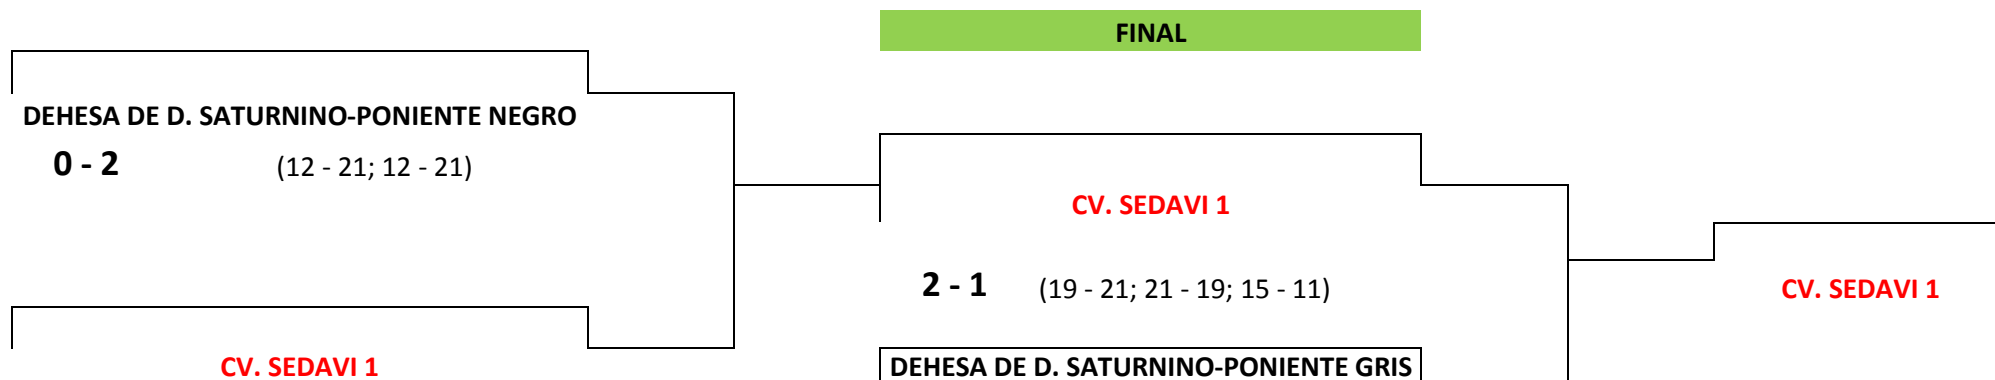 FINAL
DEHESA DE D. SATURNINO-PONIENTE NEGRO
0 - 2 (12 - 21; 12 - 21)
CV. SEDAVI 1
CV. SEDAVI 1
2 - 1 (19 - 21; 21 - 19; 15 - 11)
DEHESA DE D. SATURNINO-PONIENTE GRIS
CV. SEDAVI 1